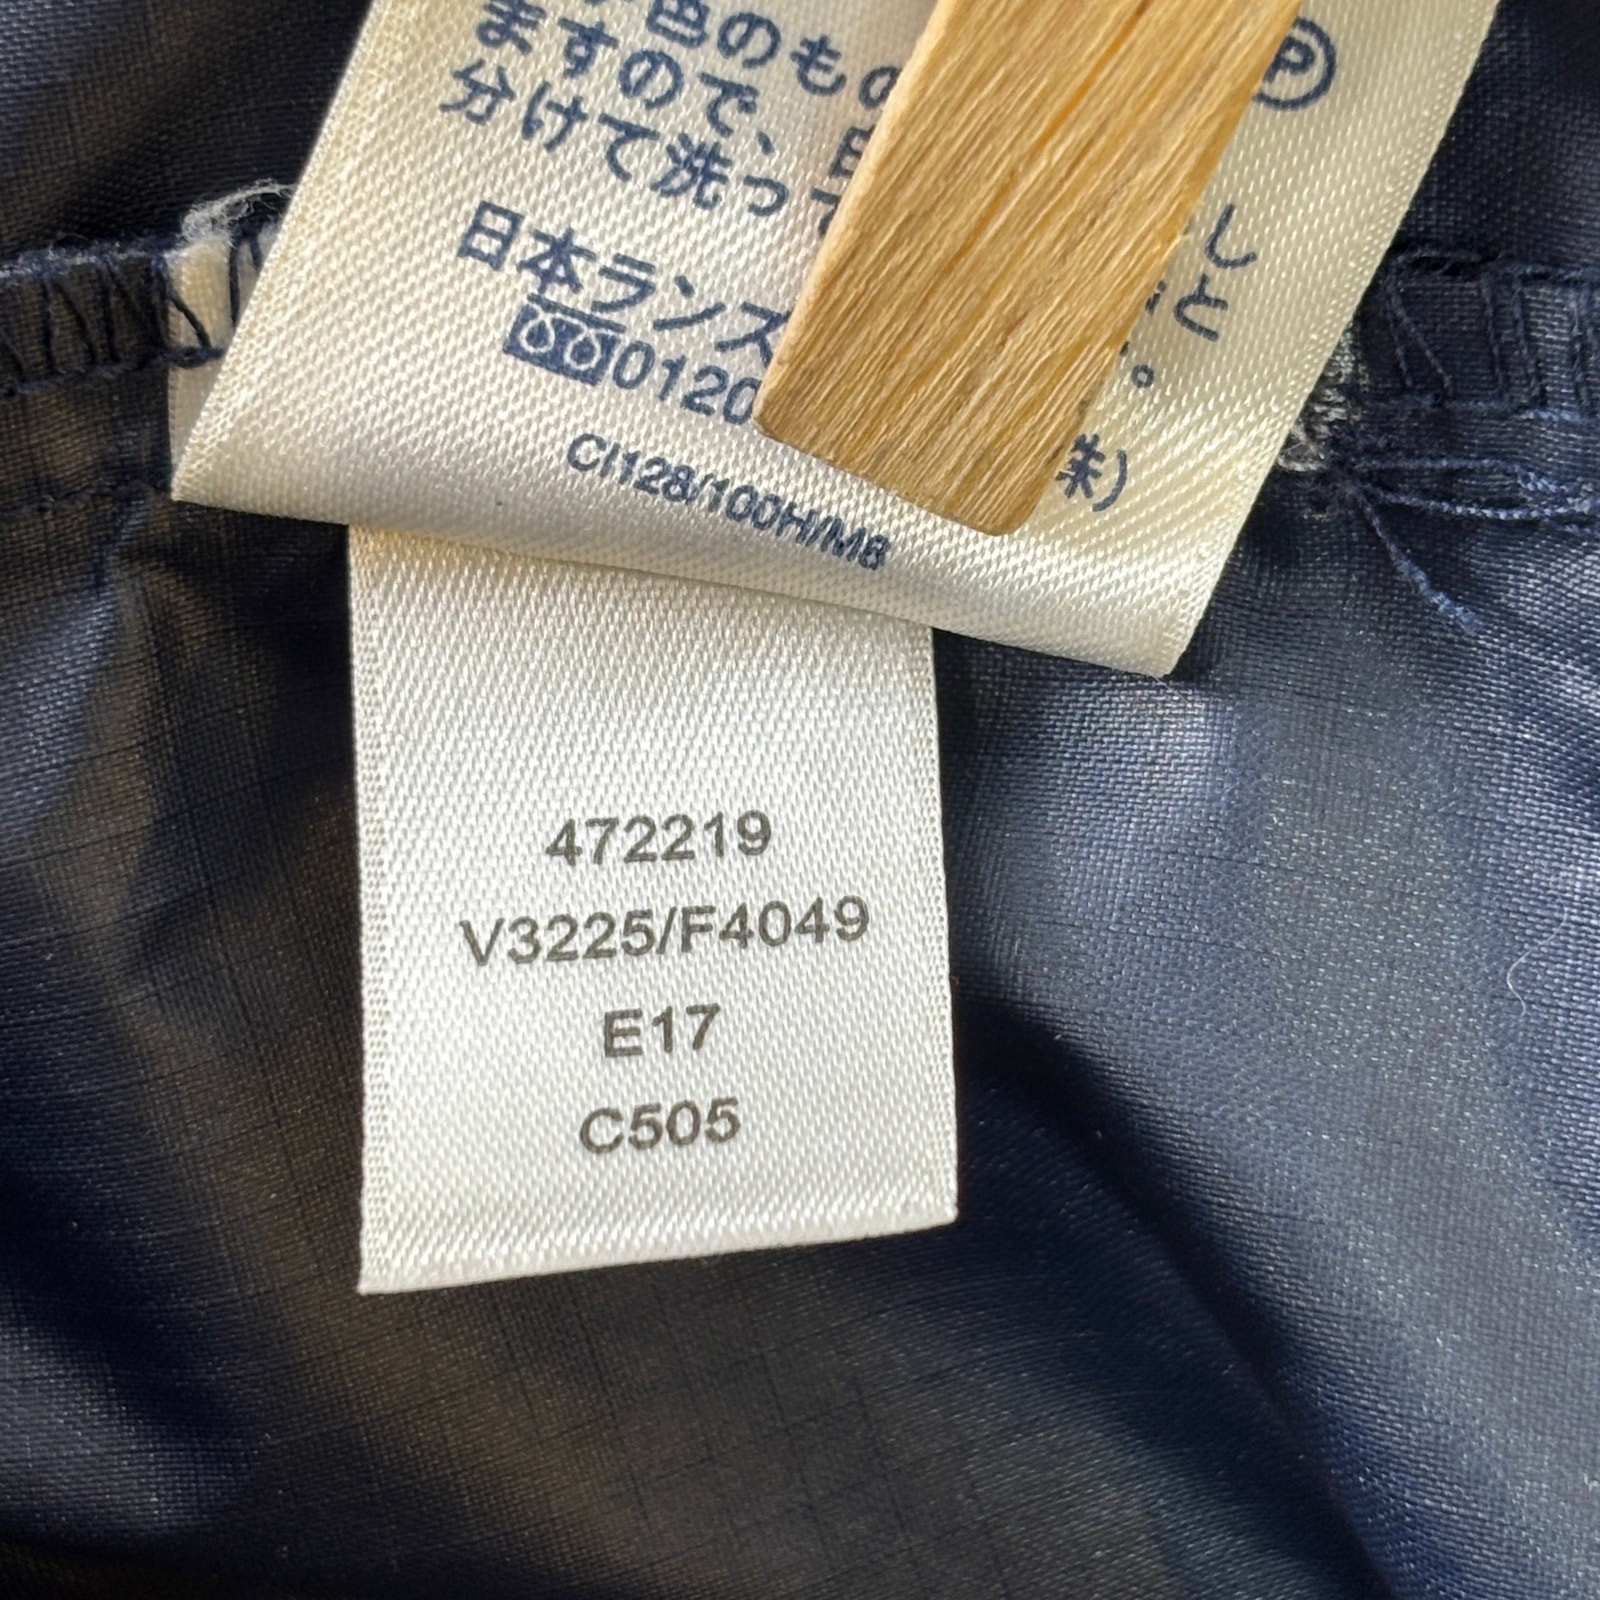 色のもの
ますので、
分けて洗っ
日本ランズ
0120
CI128/100H/M8
472219
V3225/F4049
E17
C505